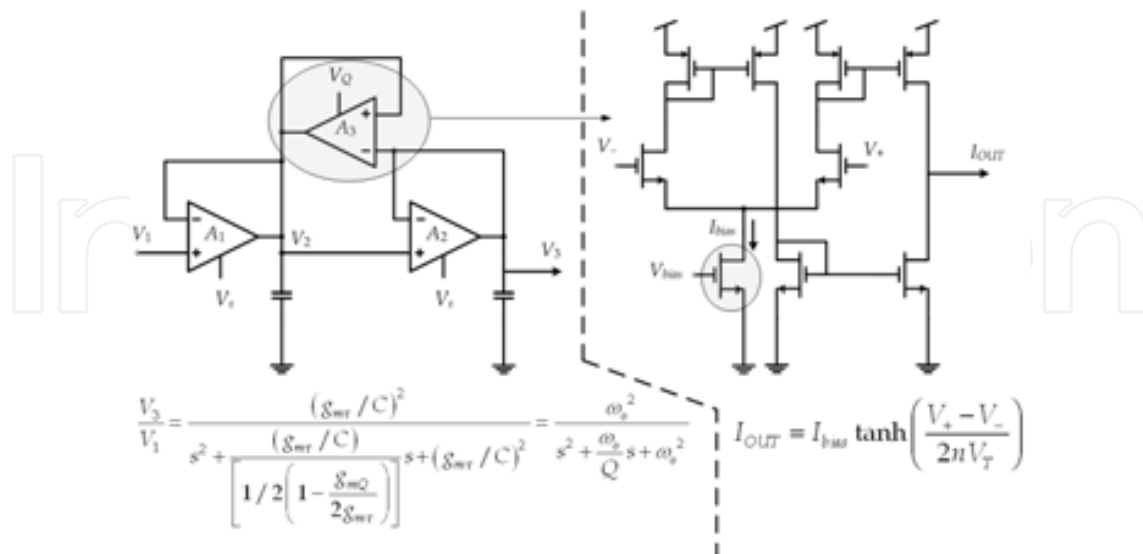 V_Q
A_3
+
−
V_-
V_+
I_OUT
−
A_1
+
V_1
V_2
−
A_2
+
V_3
V_τ
V_τ
I_bias
V_bias
V_3/V_1 = (g_mτ / C)^2 / (s^2 + (g_mτ / C) / [1 / 2 (1 − g_mQ / 2g_mτ)] s + (g_mτ / C)^2) = ω_o^2 / (s^2 + (ω_o / Q) s + ω_o^2)
I_OUT = I_bias tanh( (V_+ − V_-) / 2nV_T )